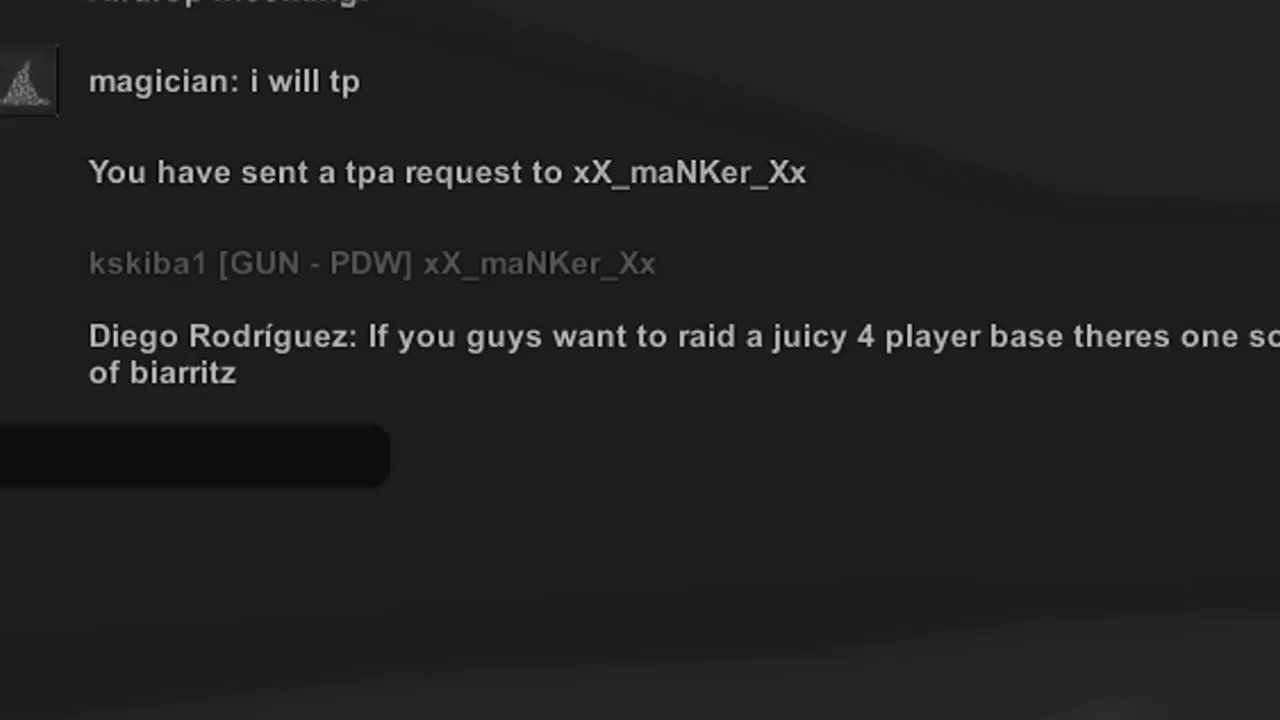 magician: i will tp
You have sent a tpa request to xX_maNKer_Xx
kskiba1 [GUN - PDW] xX_maNKer_Xx
Diego Rodríguez: If you guys want to raid a juicy 4 player base theres one
of biarritz